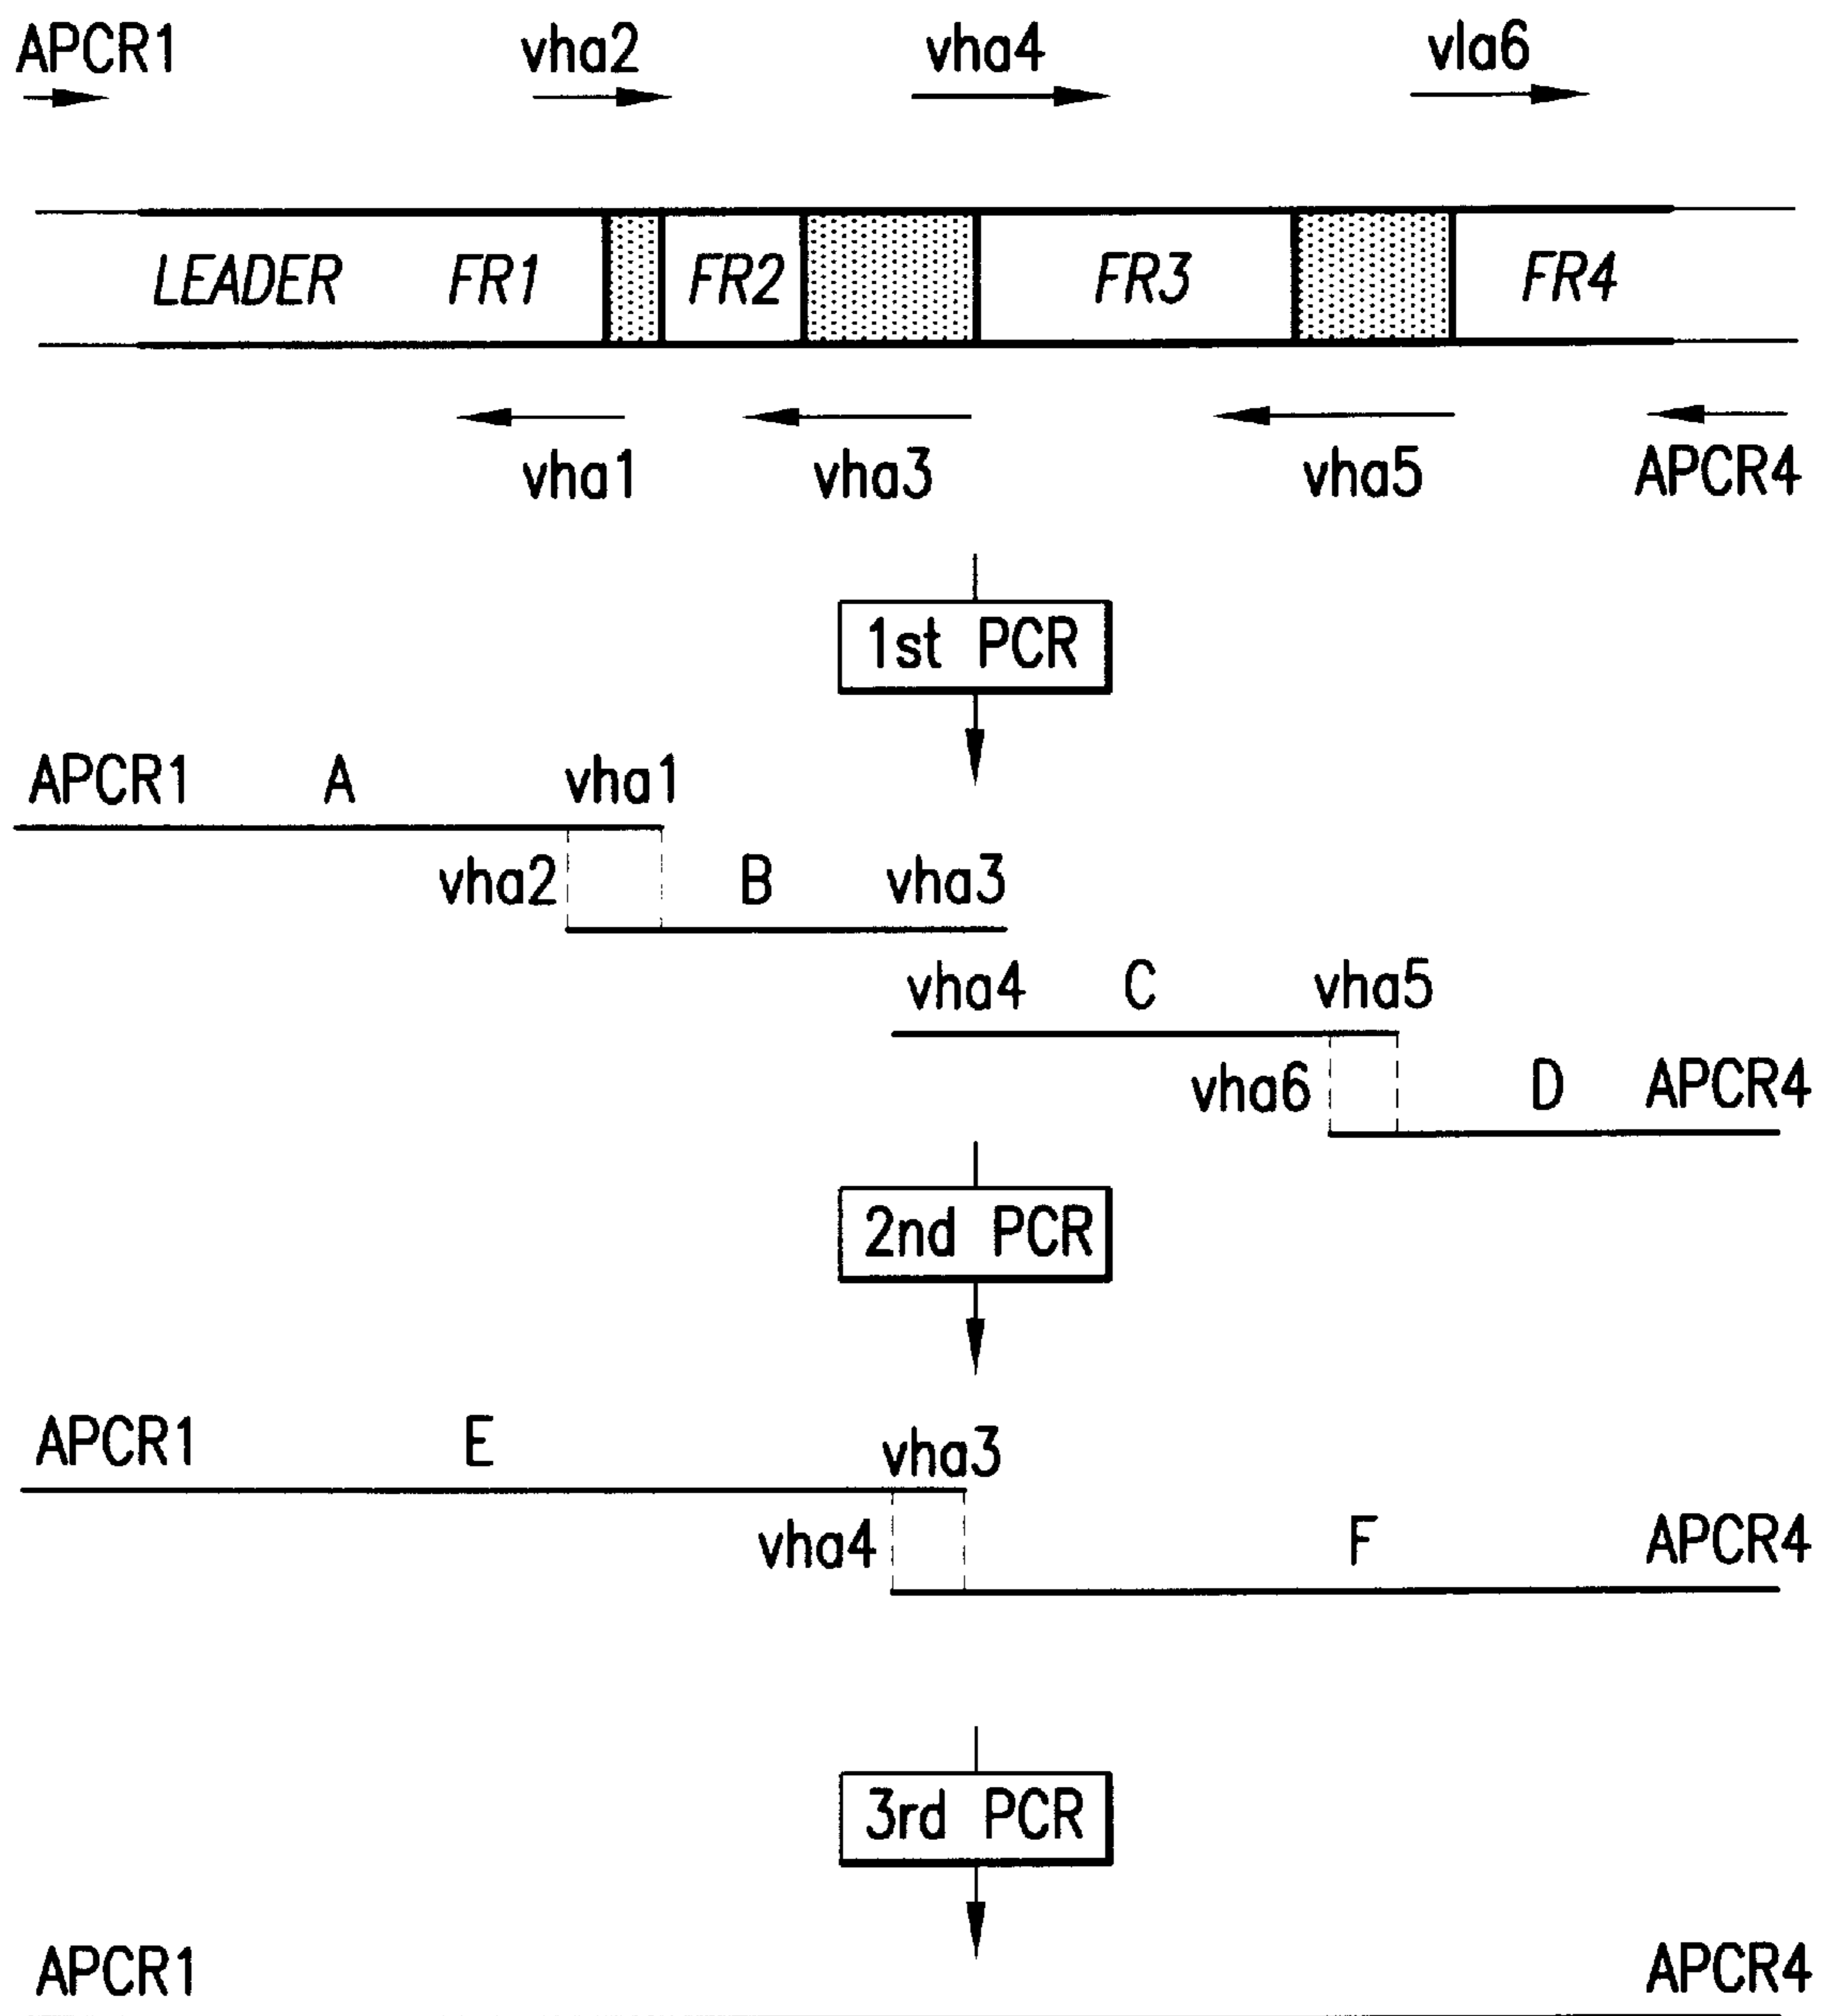 APCR1 vha2 vha4 vla6
LEADER FR1 FR2 FR3 FR4
vha1 vha3 vha5 APCR4
1st PCR
APCR1 A vha1
vha2 B vha3
vha4 C vha5
vha6 D APCR4
2nd PCR
APCR1 E vha3
vha4 F APCR4
3rd PCR
APCR1 APCR4